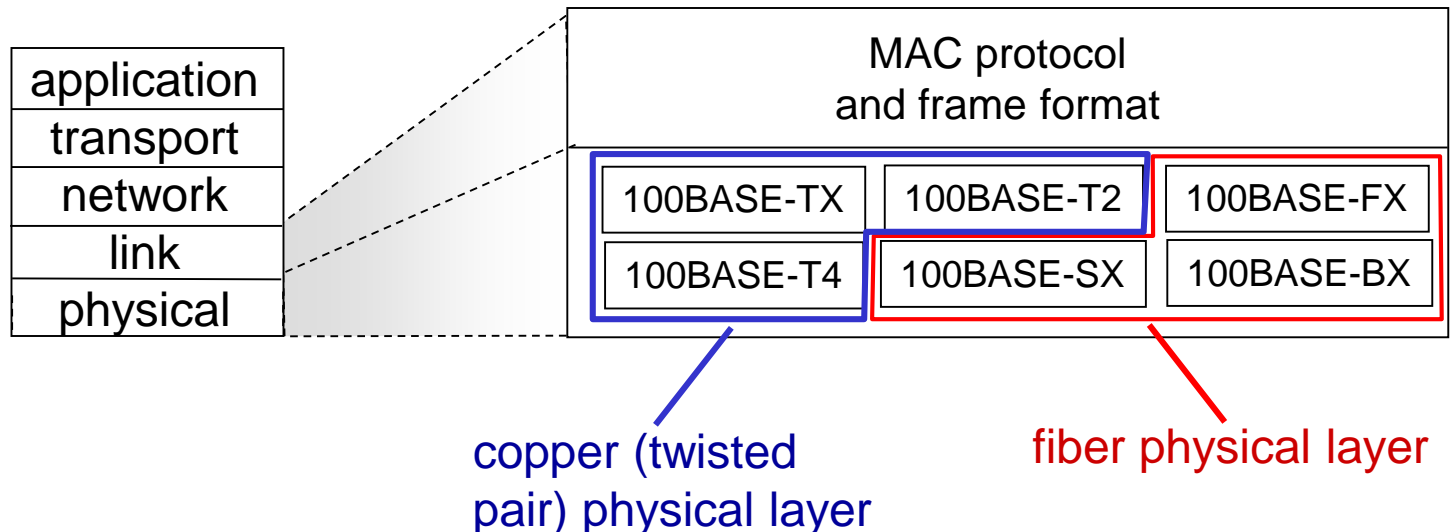 application
transport
network
link
physical
MAC protocol
and frame format
100BASE-TX
100BASE-T2
100BASE-FX
100BASE-T4
100BASE-SX
100BASE-BX
copper (twisted
pair) physical layer
fiber physical layer